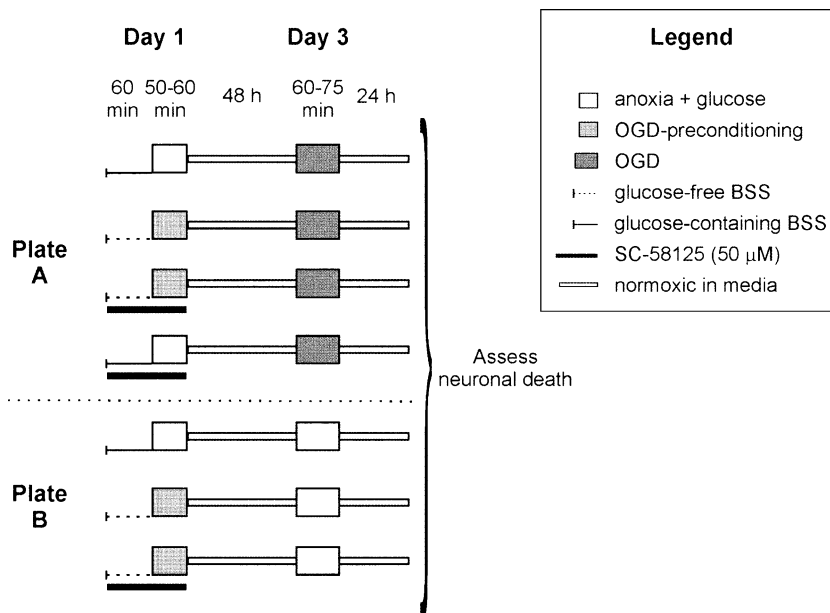 Day 1
Day 3
60 min
50-60 min
48 h
60-75 min
24 h
Plate A
Plate B
Assess
neuronal death
Legend
anoxia + glucose
OGD-preconditioning
OGD
glucose-free BSS
glucose-containing BSS
SC-58125 (50 μM)
normoxic in media